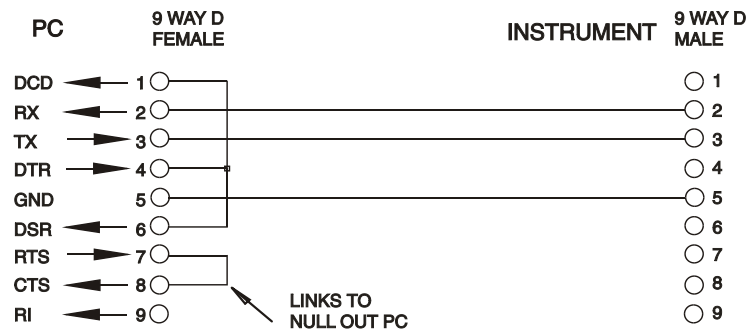 PC
9 WAY D
FEMALE
INSTRUMENT
9 WAY D
MALE
DCD 1 1
RX 2 2
TX 3 3
DTR 4 4
GND 5 5
DSR 6 6
RTS 7 7
CTS 8 8
RI 9 9
LINKS TO
NULL OUT PC